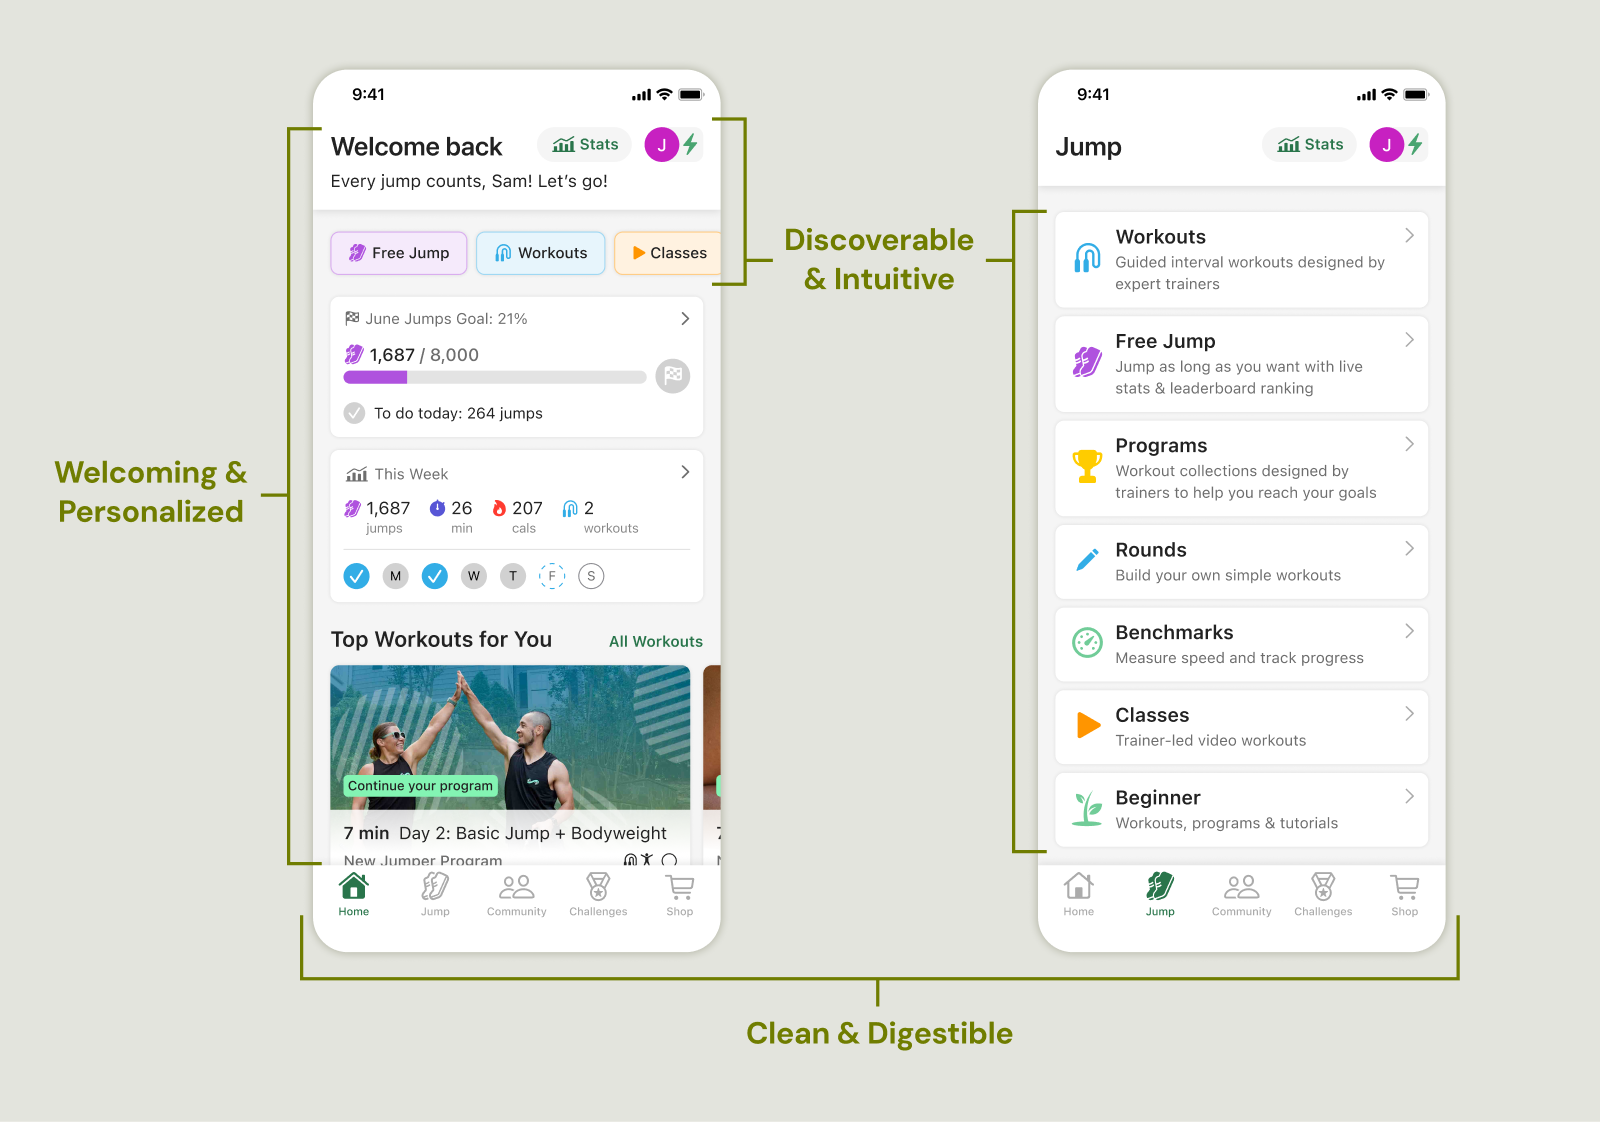 9:41
Welcome back
Stats
J
Every jump counts, Sam! Let's go!
Free Jump
Workouts
Classes
June Jumps Goal: 21%
1,687 / 8,000
To do today: 264 jumps
This Week
1,687
26
207
2
jumps
min
cals
workouts
M
W
T
F
S
Top Workouts for You
All Workouts
Continue your program
7 min Day 2: Basic Jump + Bodyweight
New Jumper Program
Home
Jump
Community
Challenges
Shop
Welcoming &
Personalized
Discoverable
& Intuitive
9:41
Jump
Stats
J
Workouts
Guided interval workouts designed by
expert trainers
Free Jump
Jump as long as you want with live
stats & leaderboard ranking
Programs
Workout collections designed by
trainers to help you reach your goals
Rounds
Build your own simple workouts
Benchmarks
Measure speed and track progress
Classes
Trainer-led video workouts
Beginner
Workouts, programs & tutorials
Home
Jump
Community
Challenges
Shop
Clean & Digestible